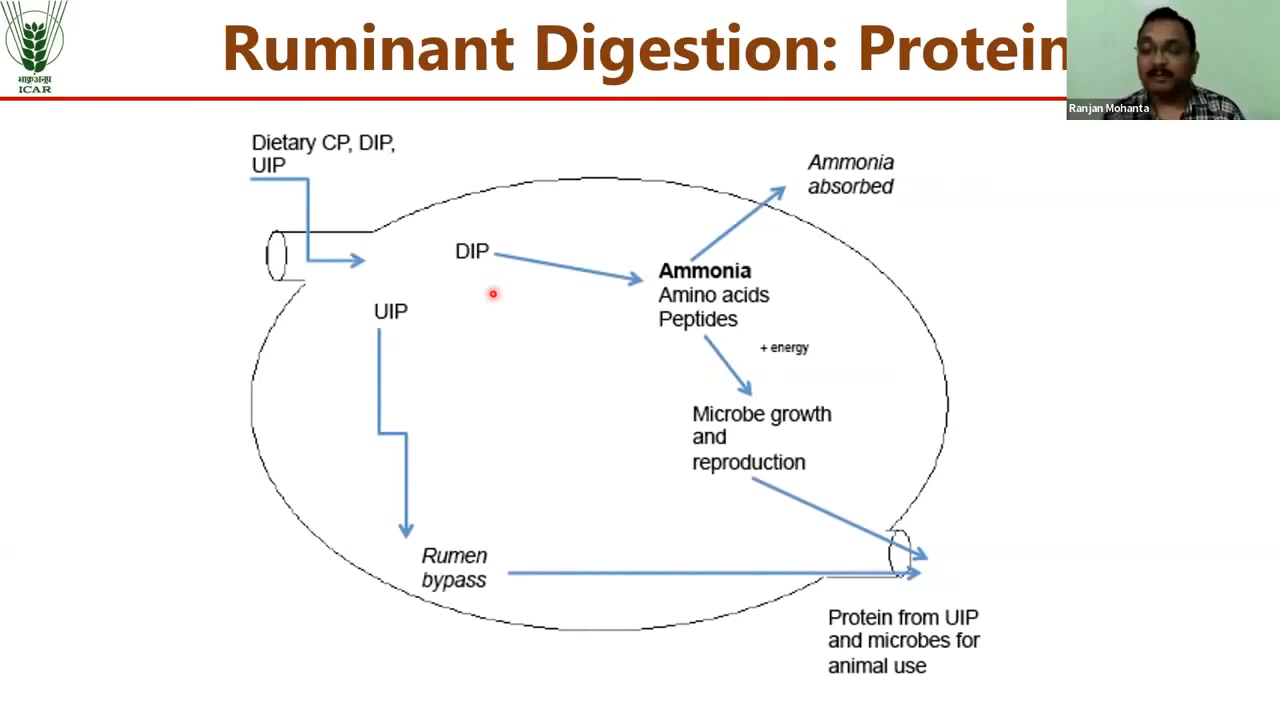 Ruminant Digestion: Protein
भाकृअनुप
ICAR
Ranjan Mohanta
Dietary CP, DIP,
UIP
Ammonia
absorbed
DIP
Ammonia
Amino acids
Peptides
UIP
+ energy
Microbe growth
and
reproduction
Rumen
bypass
Protein from UIP
and microbes for
animal use